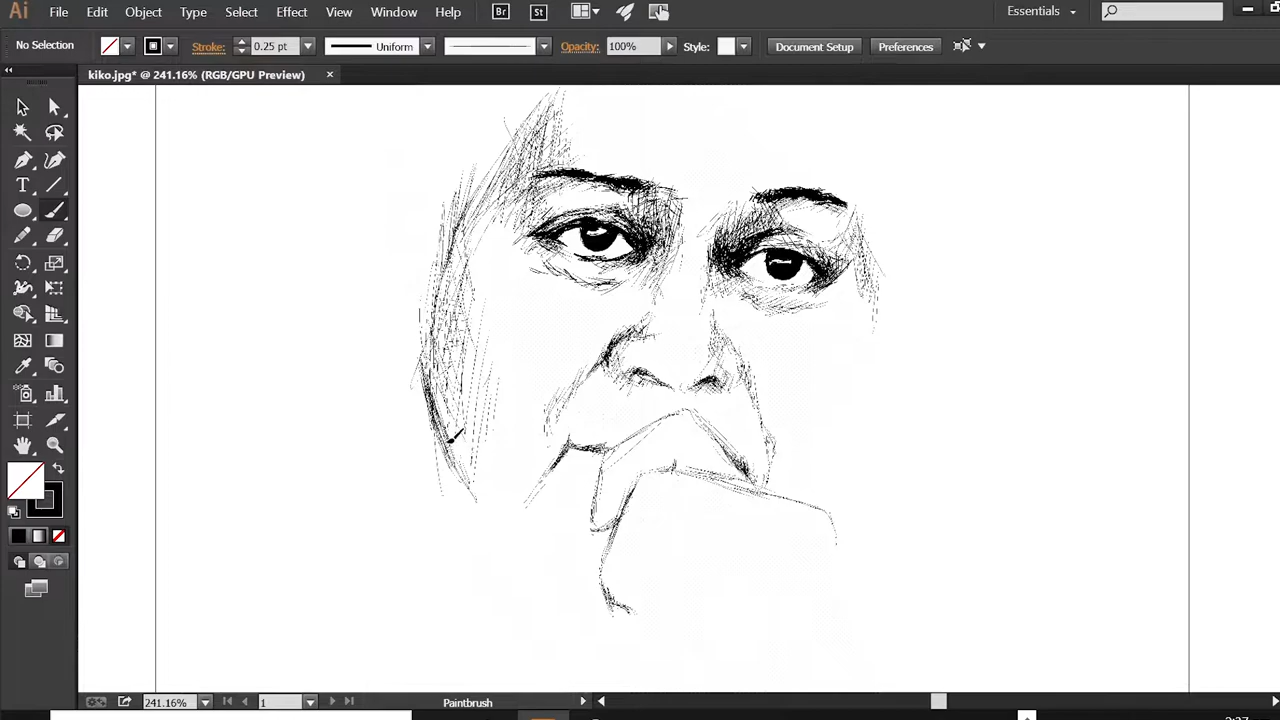 Ai File Edit Object Type Select Effect View Window Help Br St Essentials
No Selection Stroke: 0.25 pt Uniform Opacity: 100% Style: Document Setup Preferences
kiko.jpg* @ 241.16% (RGB/GPU Preview) ×
T
241.16% 1 Paintbrush